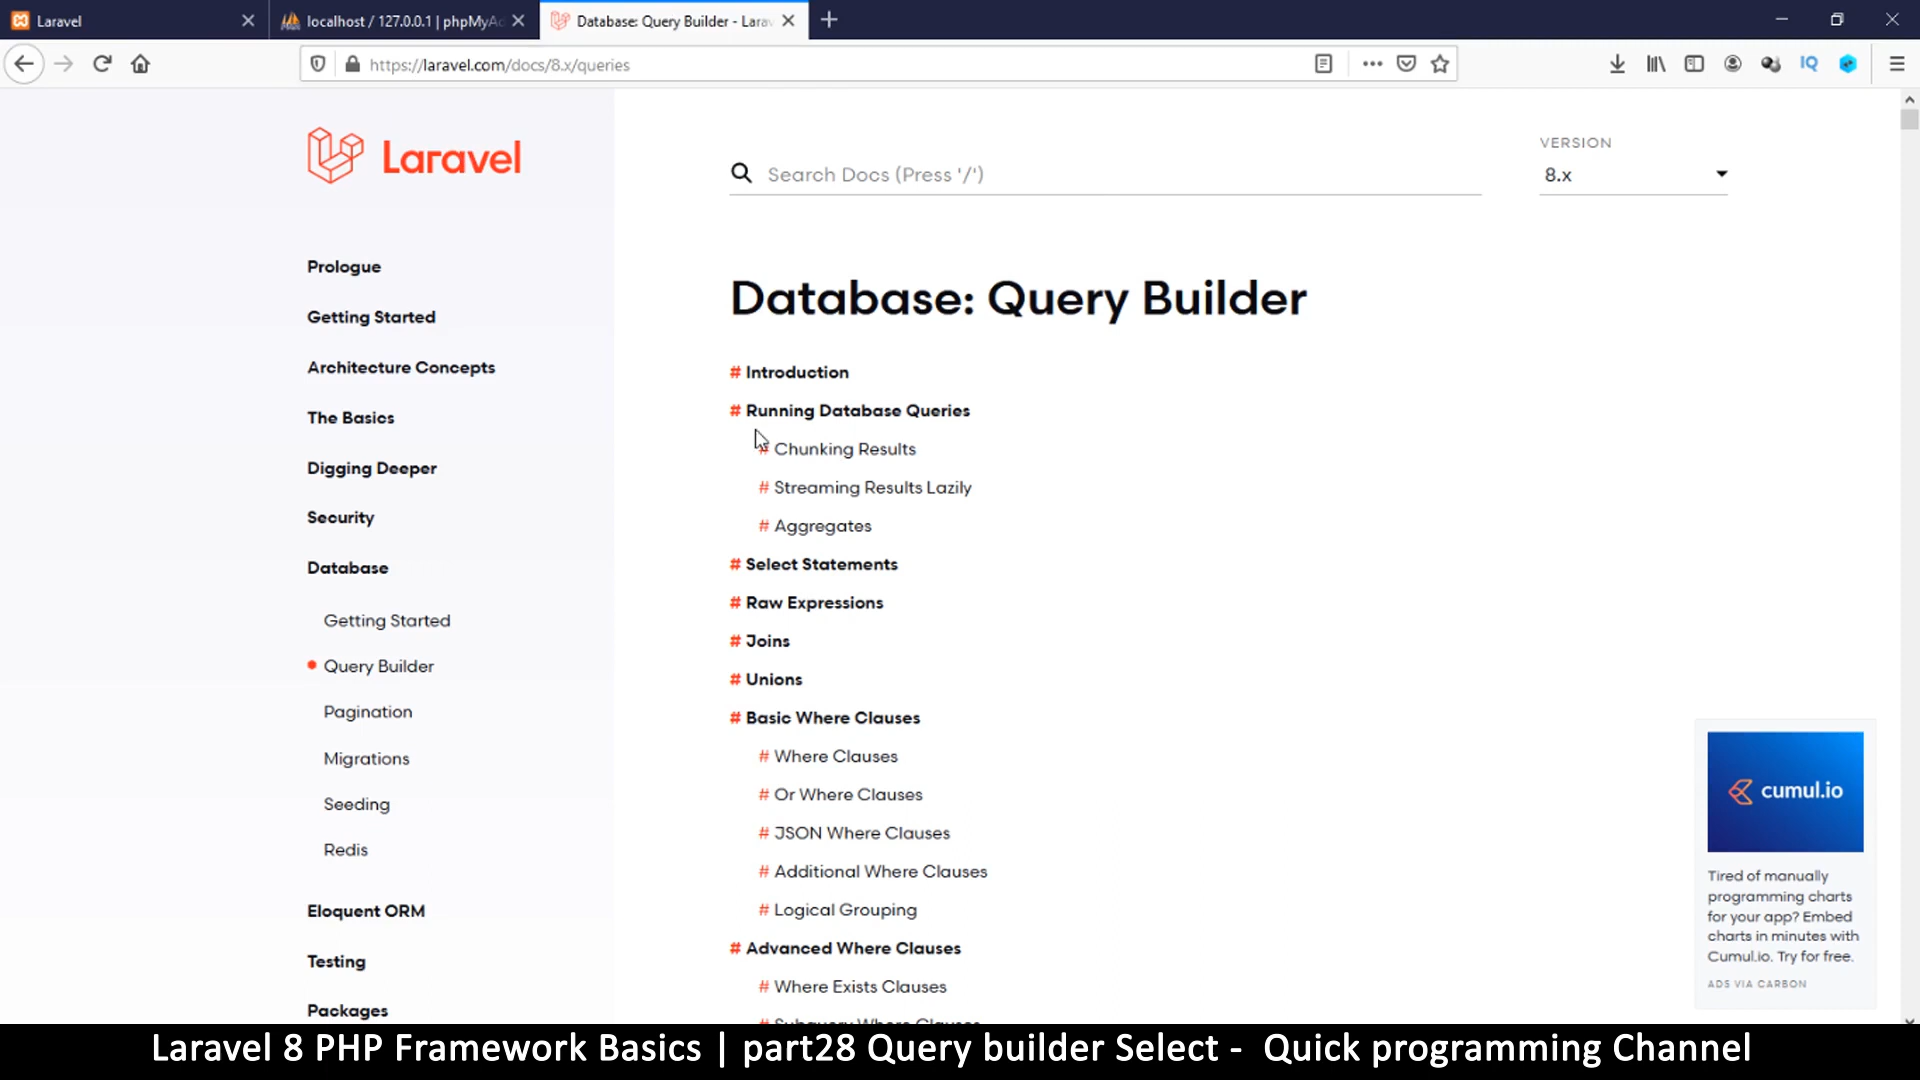 Laravel
localhost / 127.0.0.1 | phpMyAd
Database: Query Builder - Larav
https://laravel.com/docs/8.x/queries
IQ
Laravel
Search Docs (Press '/')
VERSION
8.x
Prologue
Getting Started
Architecture Concepts
The Basics
Digging Deeper
Security
Database
Getting Started
Query Builder
Pagination
Migrations
Seeding
Redis
Eloquent ORM
Testing
Packages
Database: Query Builder
# Introduction
# Running Database Queries
# Chunking Results
# Streaming Results Lazily
# Aggregates
# Select Statements
# Raw Expressions
# Joins
# Unions
# Basic Where Clauses
# Where Clauses
# Or Where Clauses
# JSON Where Clauses
# Additional Where Clauses
# Logical Grouping
# Advanced Where Clauses
# Where Exists Clauses
# Subquery Where Clauses
cumul.io
Tired of manually
programming charts
for your app? Embed
charts in minutes with
Cumul.io. Try for free.
ADS VIA CARBON
Laravel 8 PHP Framework Basics | part28 Query builder Select - Quick programming Channel